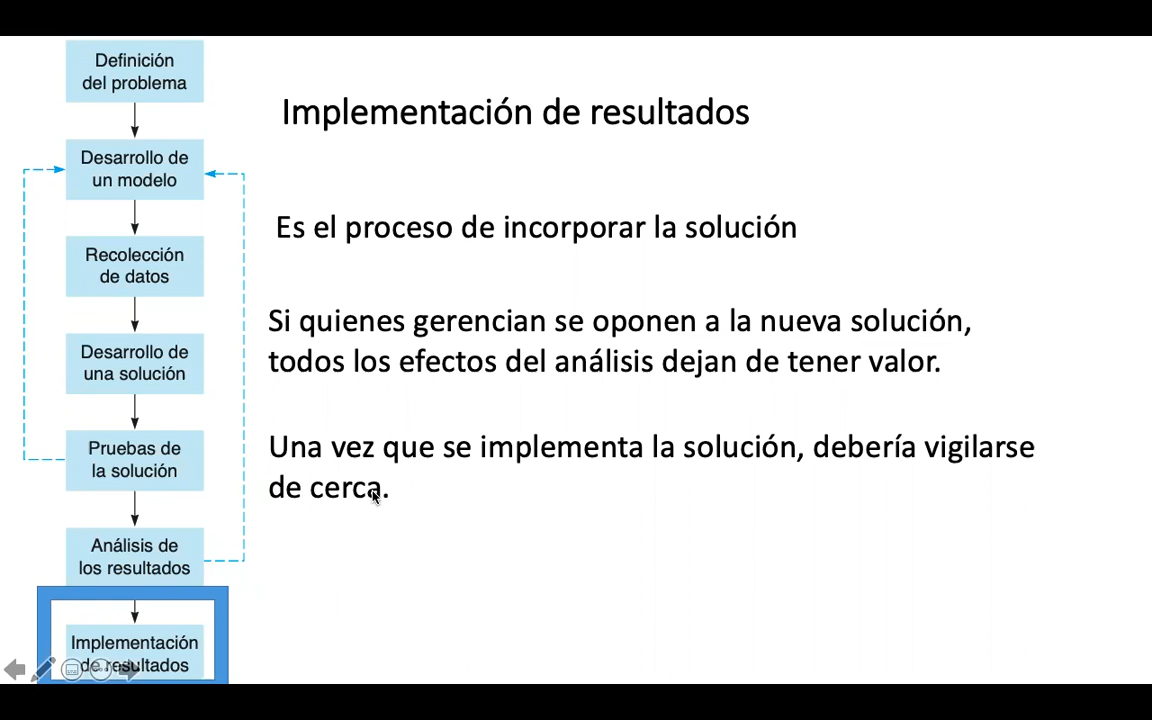 Definición
del problema
Desarrollo de
un modelo
Recolección
de datos
Desarrollo de
una solución
Pruebas de
la solución
Análisis de
los resultados
Implementación
de resultados
Implementación de resultados
Es el proceso de incorporar la solución
Si quienes gerencian se oponen a la nueva solución,
todos los efectos del análisis dejan de tener valor.
Una vez que se implementa la solución, debería vigilarse
de cerca.